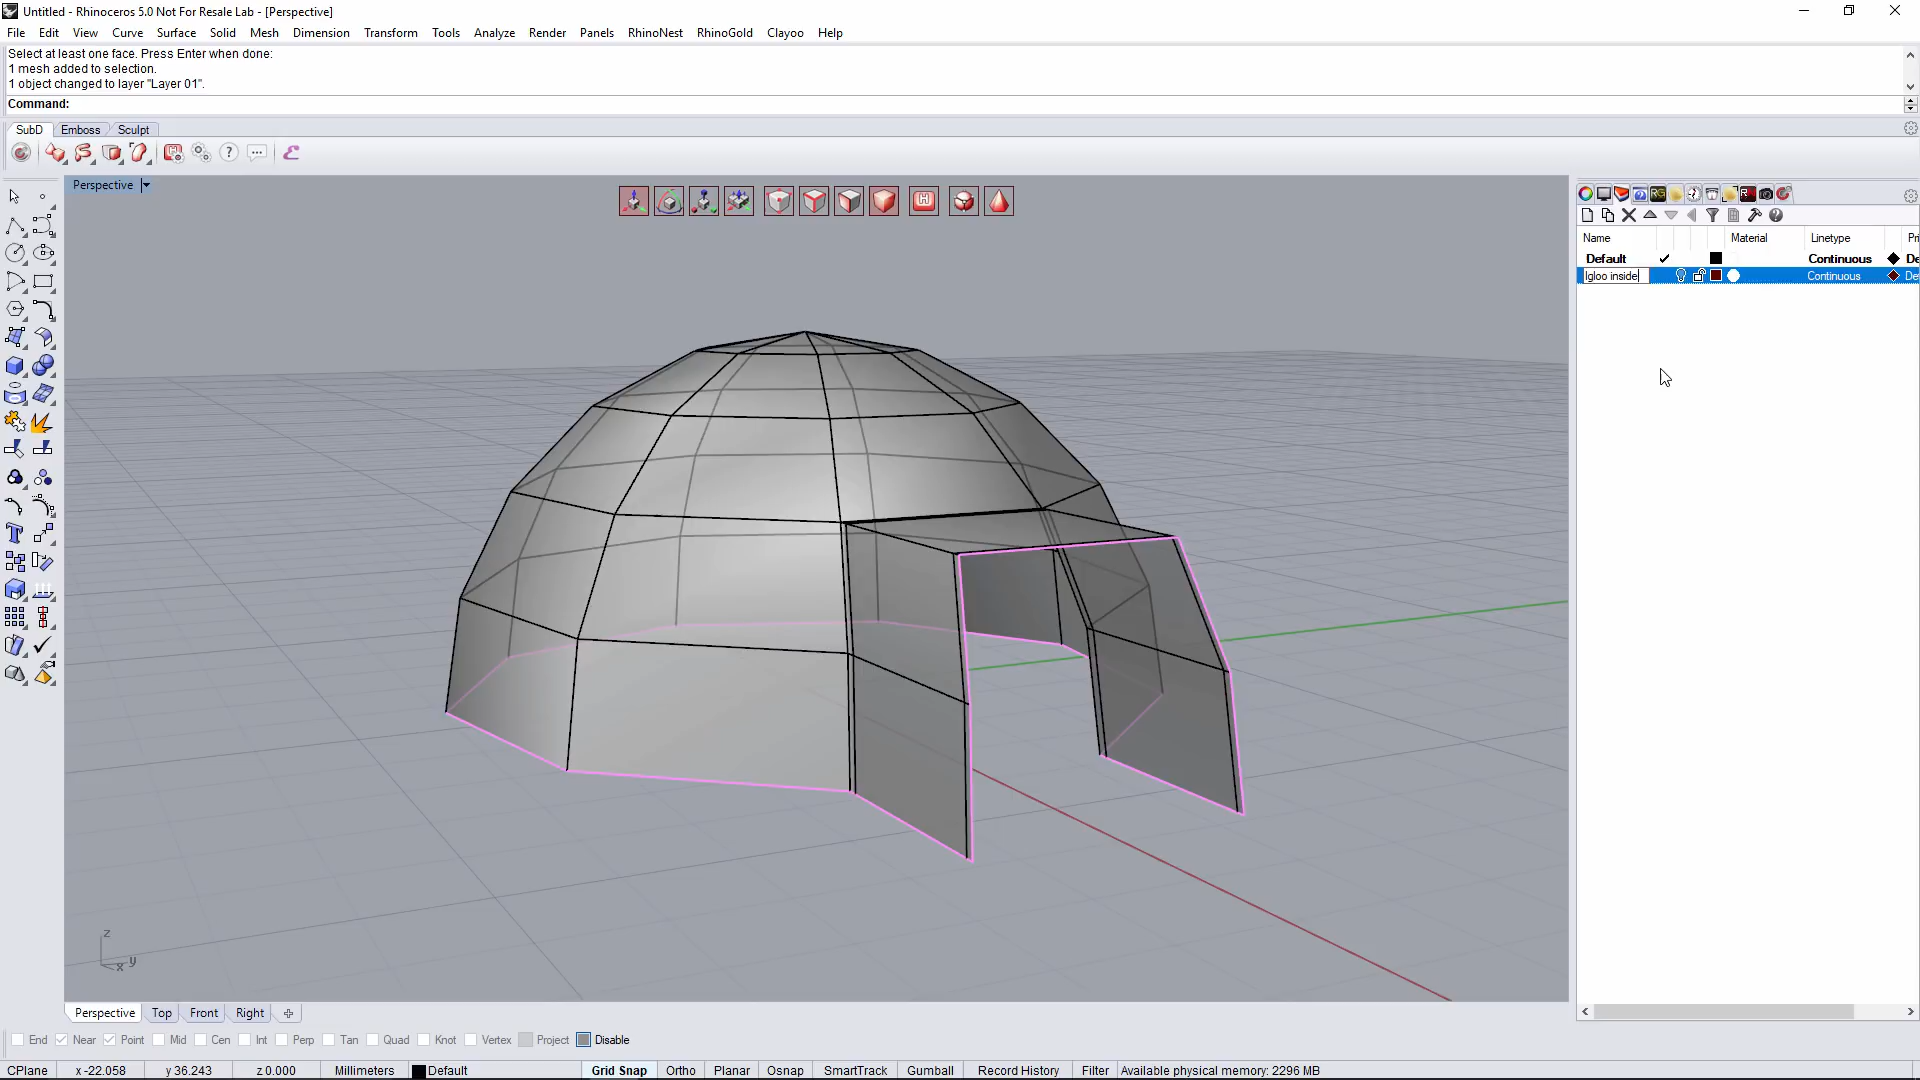 Untitled - Rhinoceros 5.0 Not For Resale Lab - [Perspective]
File Edit View Curve Surface Solid Mesh Dimension Transform Tools Analyze Render Panels RhinoNest RhinoGold Clayoo Help
Select at least one face. Press Enter when done:
1 mesh added to selection.
1 object changed to layer "Layer 01".
Command:
SubD Emboss Sculpt
Perspective
Name Material Linetype Pri
Default Continuous De
Igloo inside Continuous De
z
x y
Perspective Top Front Right
End Near Point Mid Cen Int Perp Tan Quad Knot Vertex Project Disable
CPlane x -22.058 y 36.243 z 0.000 Millimeters Default Grid Snap Ortho Planar Osnap SmartTrack Gumball Record History Filter Available physical memory: 2296 MB